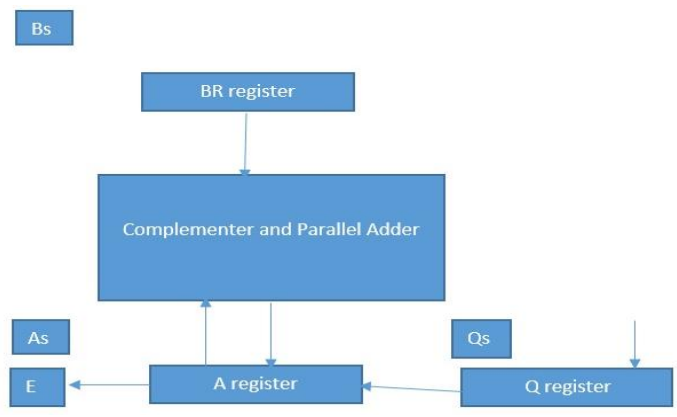 Bs
BR register
Complementer and Parallel Adder
As
Qs
E
A register
Q register